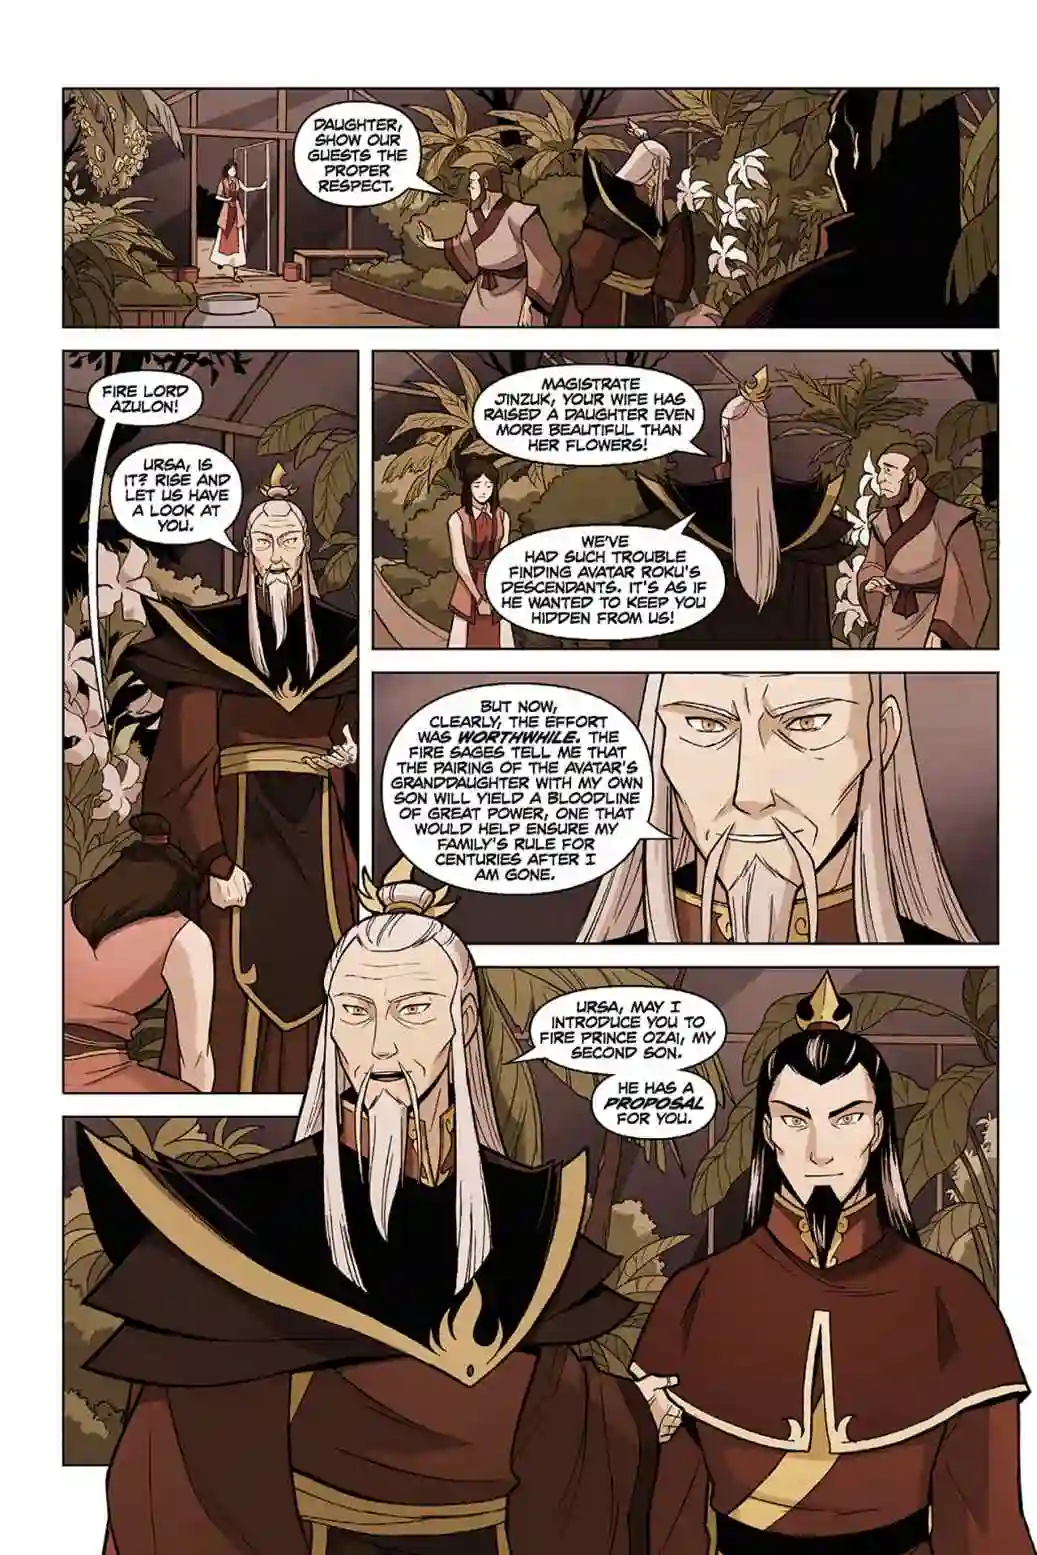 DAUGHTER,
SHOW OUR
GUESTS THE
PROPER
RESPECT.
FIRE LORD
AZULON!
URSA, IS
IT? RISE AND
LET US HAVE
A LOOK AT
YOU.
MAGISTRATE
JINZUK, YOUR WIFE HAS
RAISED A DAUGHTER EVEN
MORE BEAUTIFUL THAN
HER FLOWERS!
WE'VE
HAD SUCH TROUBLE
FINDING AVATAR ROKU'S
DESCENDANTS. IT'S AS IF
HE WANTED TO KEEP YOU
HIDDEN FROM US!
BUT NOW,
CLEARLY, THE EFFORT
WAS WORTHWHILE. THE
FIRE SAGES TELL ME THAT
THE PAIRING OF THE AVATAR'S
GRANDDAUGHTER WITH MY OWN
SON WILL YIELD A BLOODLINE
OF GREAT POWER, ONE THAT
WOULD HELP ENSURE MY
FAMILY'S RULE FOR
CENTURIES AFTER I
AM GONE.
URSA, MAY I
INTRODUCE YOU TO
FIRE PRINCE OZAI, MY
SECOND SON.
HE HAS A
PROPOSAL
FOR YOU.